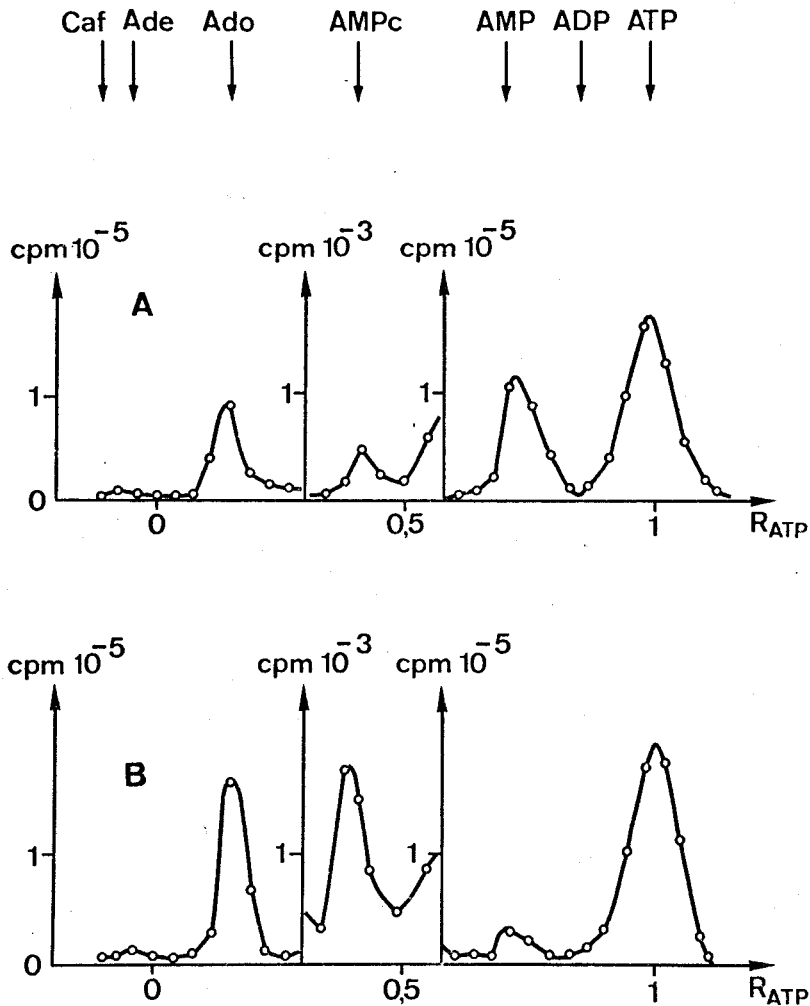 Caf Ade Ado AMPc AMP ADP ATP
cpm 10⁻⁵ cpm 10⁻³ cpm 10⁻⁵
A
1 1 1
0
0 0,5 1 R_ATP
cpm 10⁻⁵ cpm 10⁻³ cpm 10⁻⁵
B
1 1
0
0 0,5 1 R_ATP